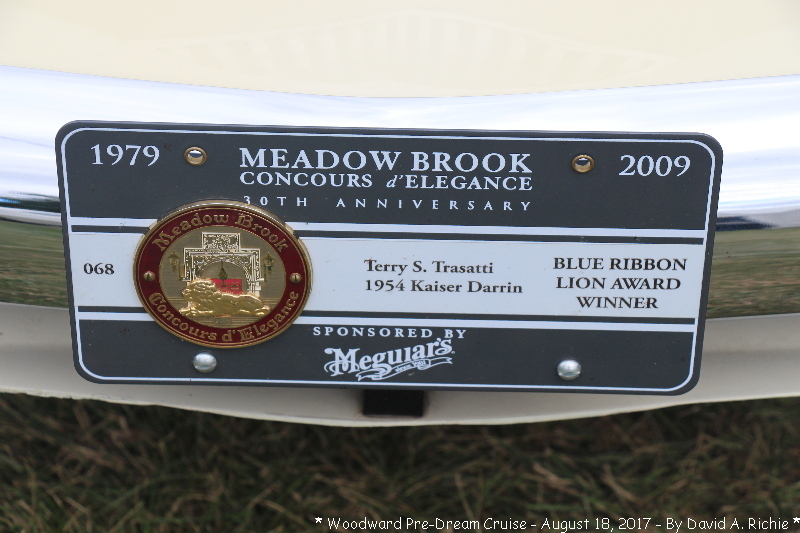 1979
MEADOW BROOK
2009
CONCOURS d'ELEGANCE
30TH ANNIVERSARY
Meadow Brook
Concours d'Elegance
068
Terry S. Trasatti
1954 Kaiser Darrin
BLUE RIBBON
LION AWARD
WINNER
SPONSORED BY
Meguiar's
* Woodward Pre-Dream Cruise - August 18, 2017 - By David A. Richie *